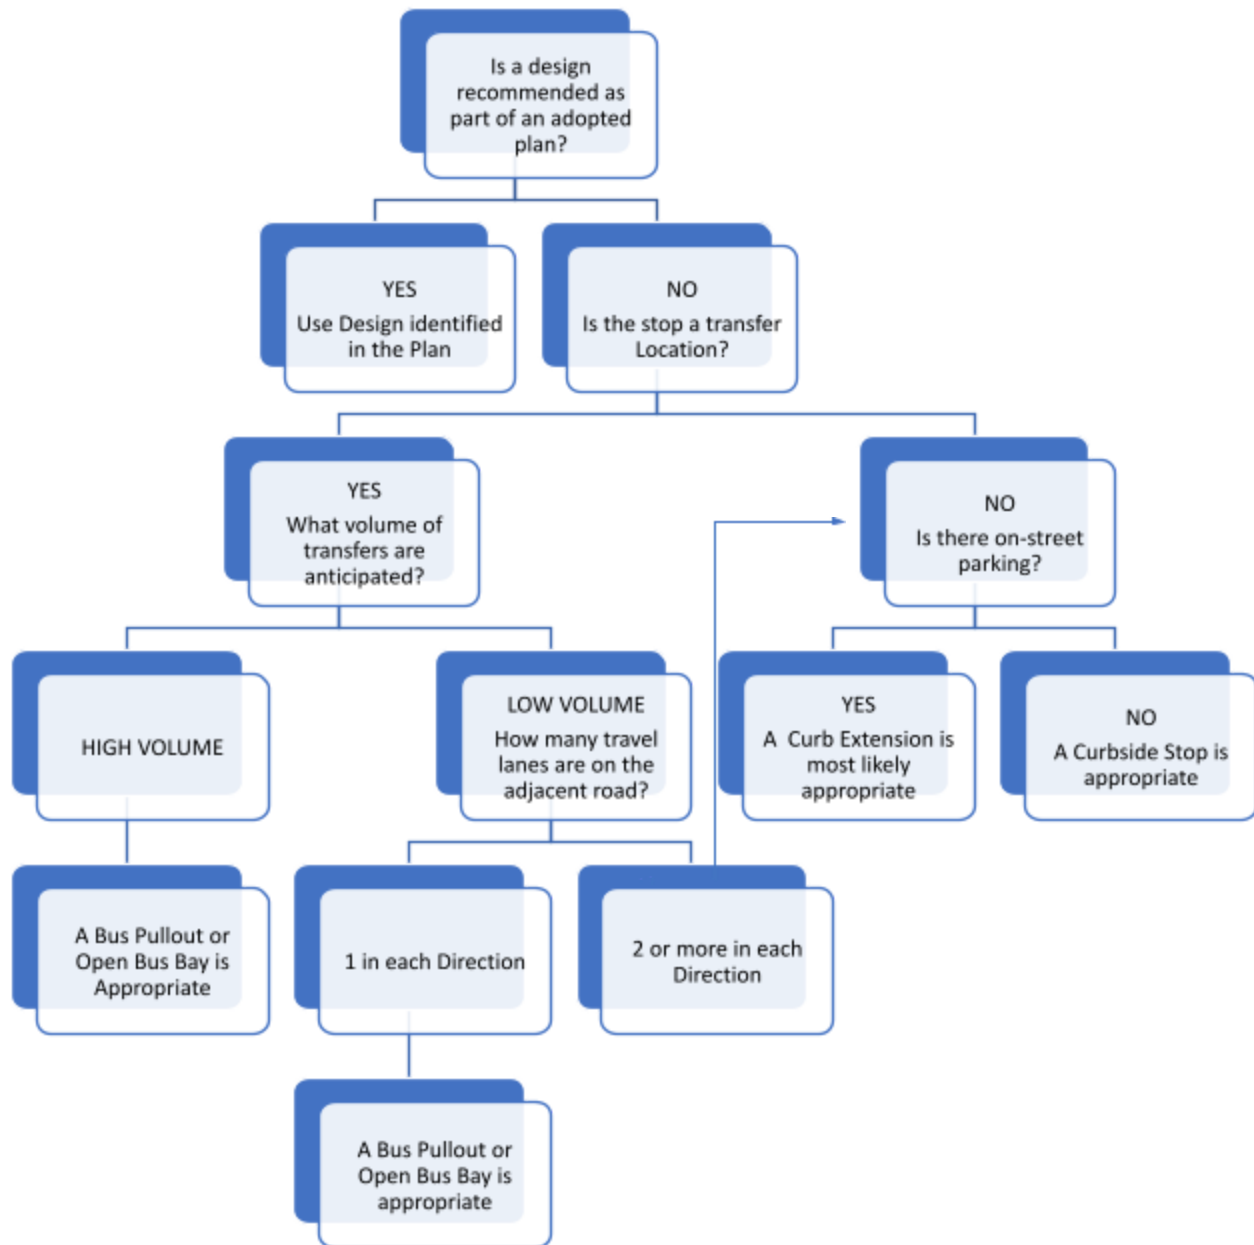 Is a design
recommended as
part of an adopted
plan?
YES
Use Design identified
in the Plan
NO
Is the stop a transfer
Location?
YES
What volume of
transfers are
anticipated?
NO
Is there on-street
parking?
HIGH VOLUME
LOW VOLUME
How many travel
lanes are on the
adjacent road?
YES
A Curb Extension is
most likely
appropriate
NO
A Curbside Stop is
appropriate
A Bus Pullout or
Open Bus Bay is
Appropriate
1 in each Direction
2 or more in each
Direction
A Bus Pullout or
Open Bus Bay is
appropriate